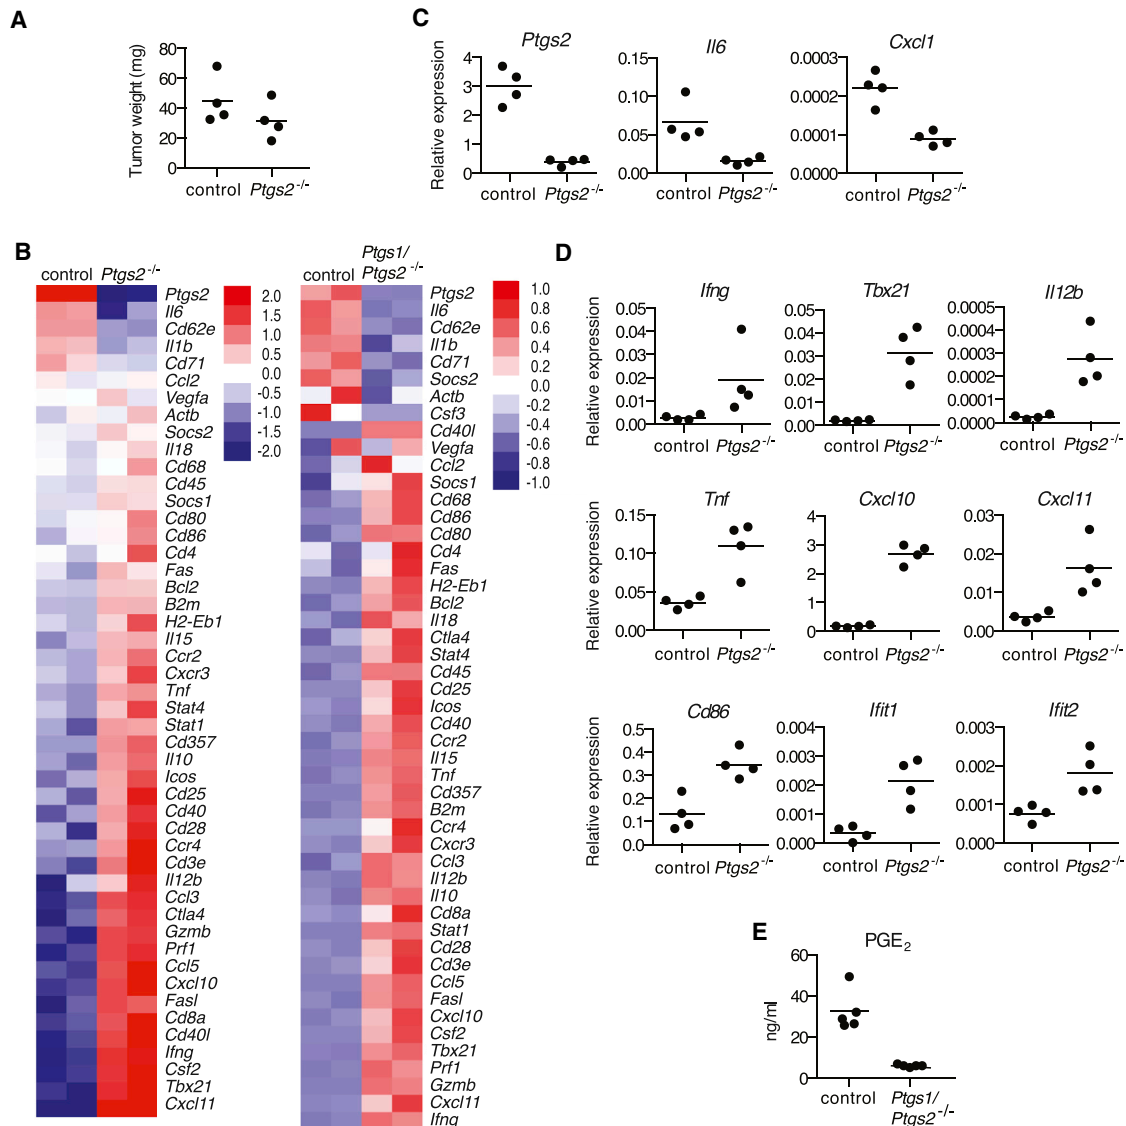 A
Tumor weight (mg)
80
60
40
20
0
control Ptgs2 -/-
C
Relative expression
Ptgs2
4
3
2
1
0
control Ptgs2 -/-
Il6
0.15
0.10
0.05
0.00
control Ptgs2 -/-
Cxcl1
0.0003
0.0002
0.0001
0.0000
control Ptgs2 -/-
B
control Ptgs2 -/-
Ptgs2
Il6
Cd62e
Il1b
Cd71
Ccl2
Vegfa
Actb
Socs2
Il18
Cd68
Cd45
Socs1
Cd80
Cd86
Cd4
Fas
Bcl2
B2m
H2-Eb1
Il15
Ccr2
Cxcr3
Tnf
Stat4
Stat1
Cd357
Il10
Icos
Cd25
Cd40
Cd28
Ccr4
Cd3e
Il12b
Ccl3
Ctla4
Gzmb
Prf1
Ccl5
Cxcl10
Fasl
Cd8a
Cd40l
Ifng
Csf2
Tbx21
Cxcl11
2.0
1.5
1.0
0.5
0.0
-0.5
-1.0
-1.5
-2.0
Ptgs1/
control Ptgs2 -/-
Ptgs2
Il6
Cd62e
Il1b
Cd71
Socs2
Actb
Csf3
Cd40l
Vegfa
Ccl2
Socs1
Cd68
Cd86
Cd80
Cd4
Fas
H2-Eb1
Bcl2
Il18
Ctla4
Stat4
Cd45
Cd25
Icos
Cd40
Ccr2
Il15
Tnf
Cd357
B2m
Ccr4
Cxcr3
Ccl3
Il12b
Il10
Cd8a
Stat1
Cd28
Cd3e
Ccl5
Fasl
Cxcl10
Csf2
Tbx21
Prf1
Gzmb
Cxcl11
Ifng
1.0
0.8
0.6
0.4
0.2
0.0
-0.2
-0.4
-0.6
-0.8
-1.0
D
Relative expression
Ifng
0.05
0.04
0.03
0.02
0.01
0.00
control Ptgs2 -/-
Tbx21
0.05
0.04
0.03
0.02
0.01
0.00
control Ptgs2 -/-
Il12b
0.0005
0.0004
0.0003
0.0002
0.0001
0.0000
control Ptgs2 -/-
Relative expression
Tnf
0.15
0.10
0.05
0.00
control Ptgs2 -/-
Cxcl10
4
3
2
1
0
control Ptgs2 -/-
Cxcl11
0.03
0.02
0.01
0.00
control Ptgs2 -/-
Relative expression
Cd86
0.5
0.4
0.3
0.2
0.1
0.0
control Ptgs2 -/-
Ifit1
0.004
0.003
0.002
0.001
0.000
control Ptgs2 -/-
Ifit2
0.003
0.002
0.001
0.000
control Ptgs2 -/-
E
PGE2
ng/ml
60
40
20
0
control Ptgs1/
Ptgs2 -/-